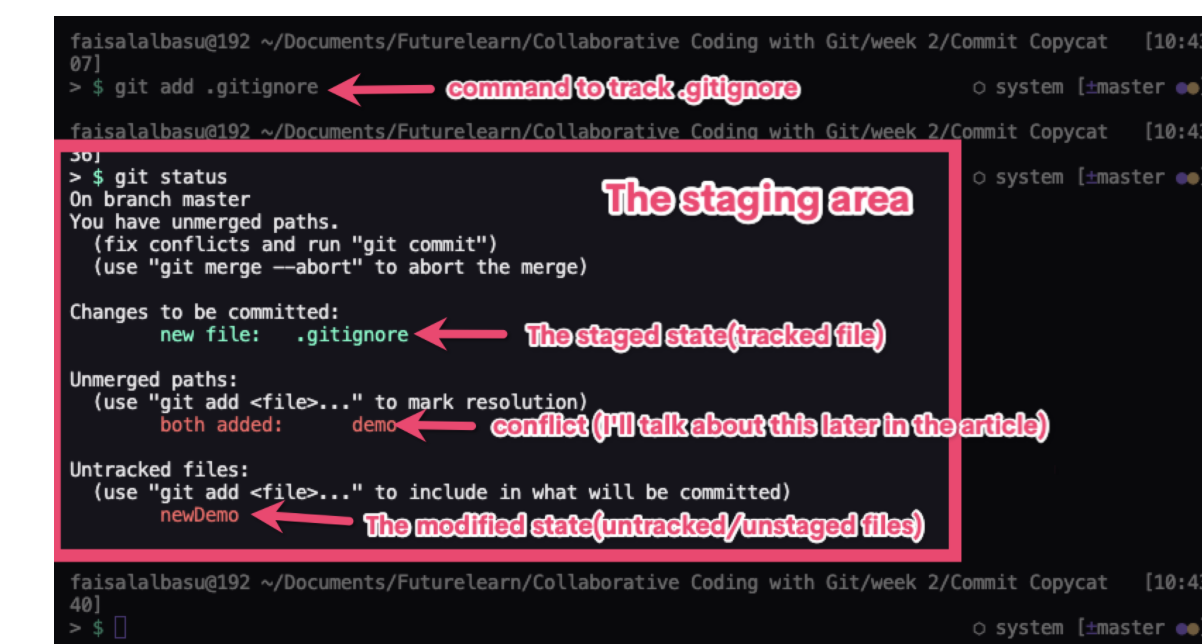 faisalalbasu@192 ~/Documents/Futurelearn/Collaborative Coding with Git/week 2/Commit Copycat [10:43
07]
> $ git add .gitignore command to track .gitignore ⬡ system [±master ●●
faisalalbasu@192 ~/Documents/Futurelearn/Collaborative Coding with Git/week 2/Commit Copycat [10:43
36]
> $ git status ⬡ system [±master ●●
The staging area
On branch master
You have unmerged paths.
(fix conflicts and run "git commit")
(use "git merge --abort" to abort the merge)
Changes to be committed:
new file: .gitignore The staged state(tracked file)
Unmerged paths:
(use "git add <file>..." to mark resolution)
both added: demo conflict (I'll talk about this later in the article)
Untracked files:
(use "git add <file>..." to include in what will be committed)
newDemo The modified state(untracked/unstaged files)
faisalalbasu@192 ~/Documents/Futurelearn/Collaborative Coding with Git/week 2/Commit Copycat [10:43
40]
> $ ⬡ system [±master ●●